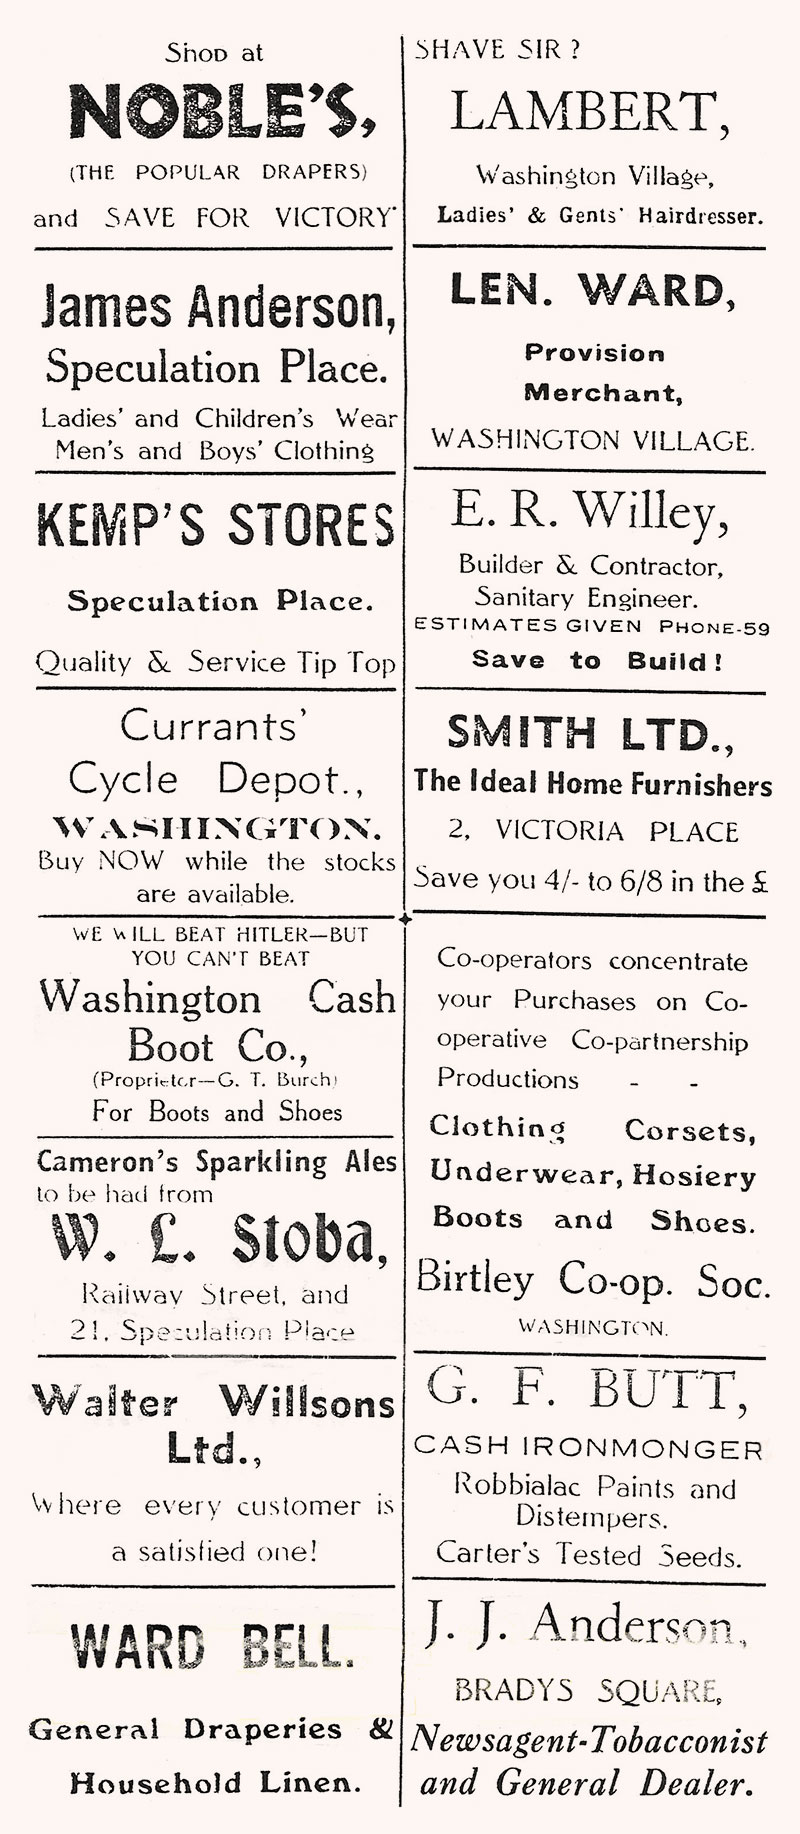 Shop at
NOBLE'S,
(THE POPULAR DRAPERS)
and SAVE FOR VICTORY
James Anderson,
Speculation Place.
Ladies' and Children's Wear
Men's and Boys' Clothing
KEMP'S STORES
Speculation Place.
Quality & Service Tip Top
Currants'
Cycle Depot.,
WASHINGTON.
Buy NOW while the stocks
are available.
WE WILL BEAT HITLER—BUT
YOU CAN'T BEAT
Washington Cash
Boot Co.,
(Proprietor—G. T. Burch)
For Boots and Shoes
Cameron's Sparkling Ales
to be had from
W. L. Stoba,
Railway Street, and
21, Speculation Place
Walter Willsons
Ltd.,
Where every customer is
a satisfied one!
WARD BELL.
General Draperies &
Household Linen.
SHAVE SIR ?
LAMBERT,
Washington Village,
Ladies' & Gents' Hairdresser.
LEN. WARD,
Provision
Merchant,
WASHINGTON VILLAGE.
E. R. Willey,
Builder & Contractor,
Sanitary Engineer.
ESTIMATES GIVEN PHONE-59
Save to Build !
SMITH LTD.,
The Ideal Home Furnishers
2, VICTORIA PLACE
Save you 4/- to 6/8 in the £
Co-operators concentrate
your Purchases on Co-
operative Co-partnership
Productions - -
Clothing Corsets,
Underwear, Hosiery
Boots and Shoes.
Birtley Co-op. Soc.
WASHINGTON.
G. F. BUTT,
CASH IRONMONGER
Robbialac Paints and
Distempers.
Carter's Tested Seeds.
J. J. Anderson,
BRADYS SQUARE,
Newsagent-Tobacconist
and General Dealer.